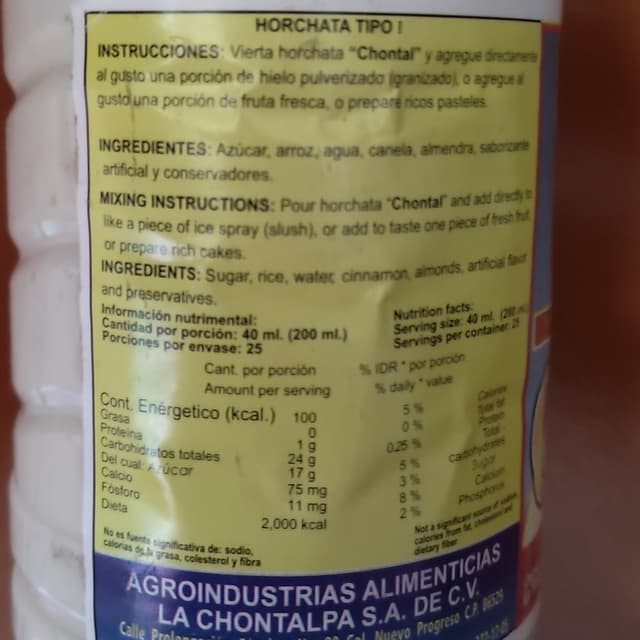 HORCHATA TIPO I
INSTRUCCIONES: Vierta horchata "Chontal" y agregue directamente
al gusto una porción de hielo pulverizado (granizado), o agregue al
gusto una porción de fruta fresca, o prepare ricos pasteles.
INGREDIENTES: Azúcar, arroz, agua, canela, almendra, saborizante
artificial y conservadores.
MIXING INSTRUCTIONS: Pour horchata "Chontal" and add directly to
like a piece of ice spray (slush), or add to taste one piece of fresh fruit,
or prepare rich cakes.
INGREDIENTS: Sugar, rice, water, cinnamon, almonds, artificial flavor
and preservatives.
Información nutrimental:
Cantidad por porción: 40 ml. (200 ml.)
Porciones por envase: 25
Nutrition facts:
Serving size: 40 ml. (200 ml.)
Servings per container: 25
Cant. por porción % IDR * por porción
Amount per serving % daily * value
Cont. Energético (kcal.) 100 5 % Calories
Grasa 0 0 % Total fat
Proteína 1 g 0.25 % Protein
Carbohidratos totales 24 g 5 % Total carbohydrates
Del cual: Azúcar 17 g 3 % Sugar
Calcio 75 mg 8 % Calcium
Fósforo 11 mg 2 % Phosphorus
Dieta 2,000 kcal
No es fuente significativa de: sodio,
calorías de la grasa, colesterol y fibra
Not a significant source of sodium,
calories from fat, cholesterol and
dietary fiber
AGROINDUSTRIAS ALIMENTICIAS
LA CHONTALPA S.A. DE C.V.
Calle Col. Nuevo Progreso C.P. 86526